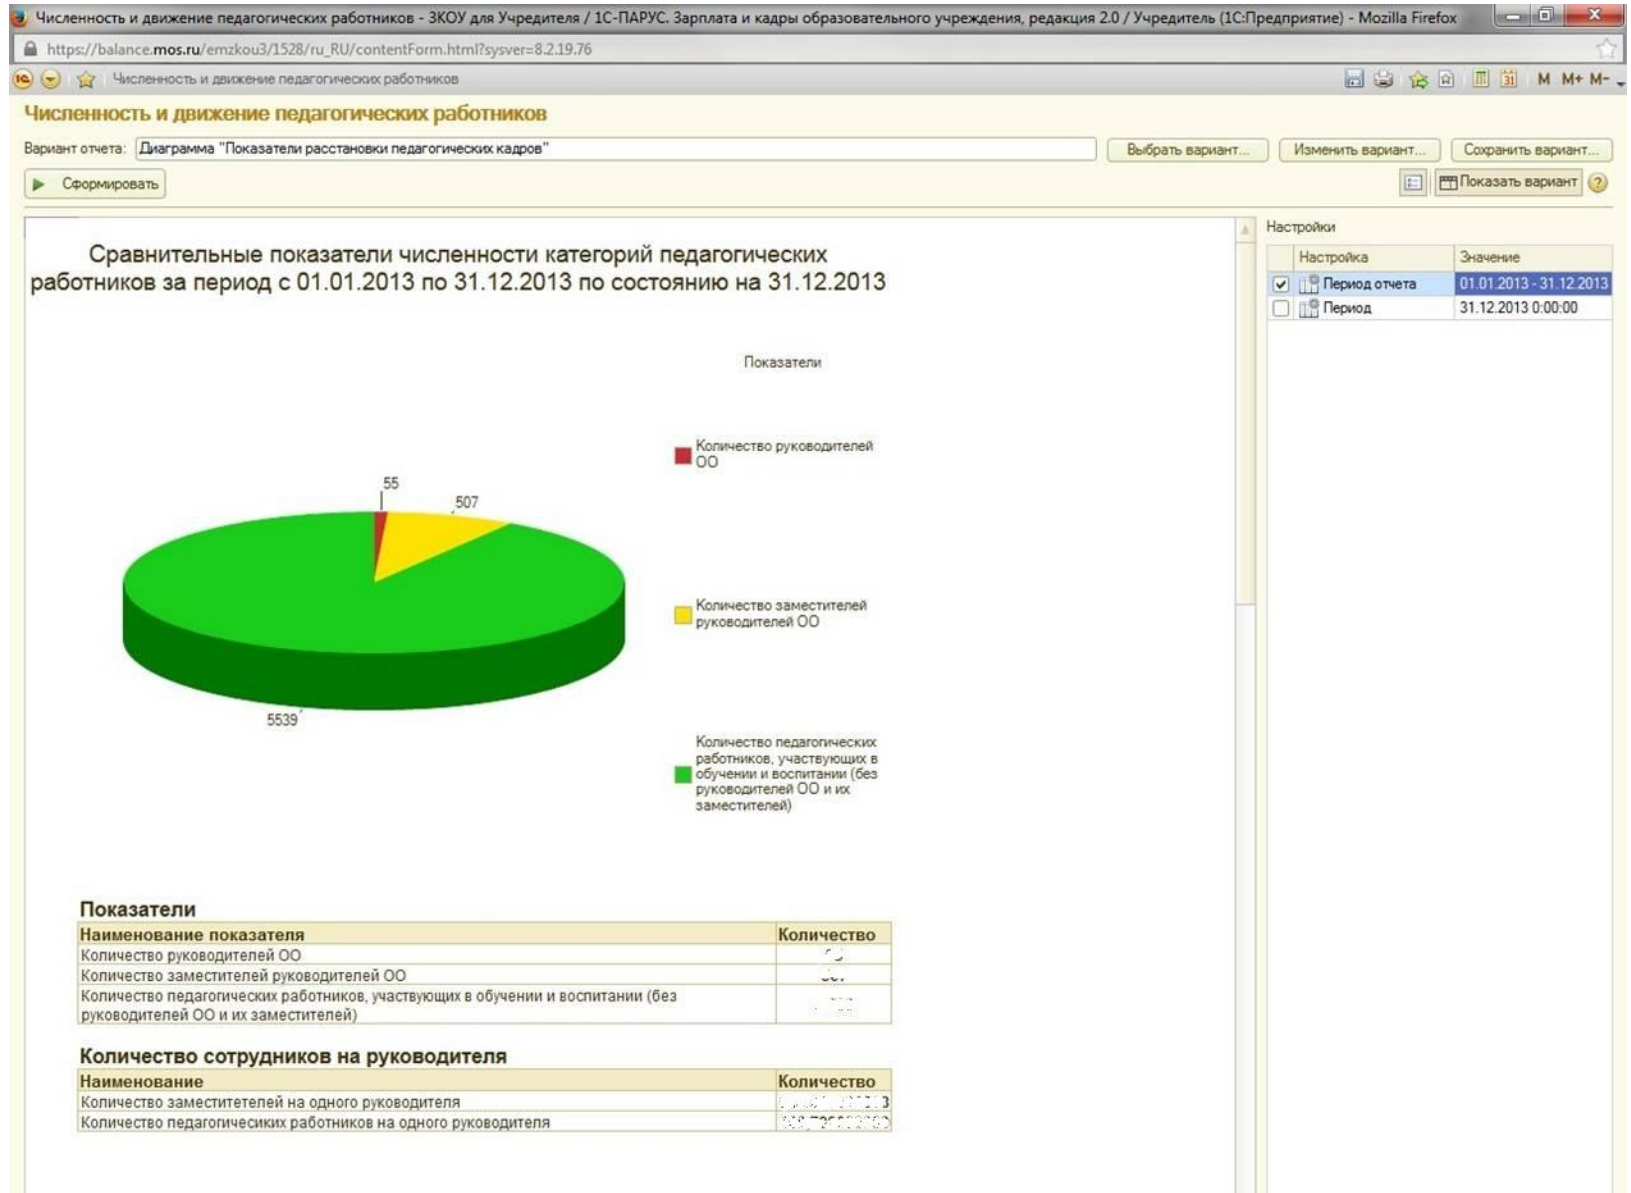 Численность и движение педагогических работников - ЗКОУ для Учредителя / 1С-ПАРУС. Зарплата и кадры образовательного учреждения, редакция 2.0 / Учредитель (1С:Предприятие) - Mozilla Firefox
https://balance.mos.ru/emzkou3/1528/ru_RU/contentForm.html?sysver=8.2.19.76
Численность и движение педагогических работников
M M+ M-
Численность и движение педагогических работников
Вариант отчета: Диаграмма "Показатели расстановки педагогических кадров"
Выбрать вариант... Изменить вариант... Сохранить вариант...
Сформировать
Показать вариант
Настройки
Настройка Значение
Период отчета 01.01.2013 - 31.12.2013
Период 31.12.2013 0:00:00
Сравнительные показатели численности категорий педагогических
работников за период с 01.01.2013 по 31.12.2013 по состоянию на 31.12.2013
Показатели
Количество руководителей
ОО
55
507
Количество заместителей
руководителей ОО
5539
Количество педагогических
работников, участвующих в
обучении и воспитании (без
руководителей ОО и их
заместителей)
Показатели
Наименование показателя Количество
Количество руководителей ОО
Количество заместителей руководителей ОО
Количество педагогических работников, участвующих в обучении и воспитании (без
руководителей ОО и их заместителей)
Количество сотрудников на руководителя
Наименование Количество
Количество заместитетелей на одного руководителя
Количество педагогичесиких работников на одного руководителя